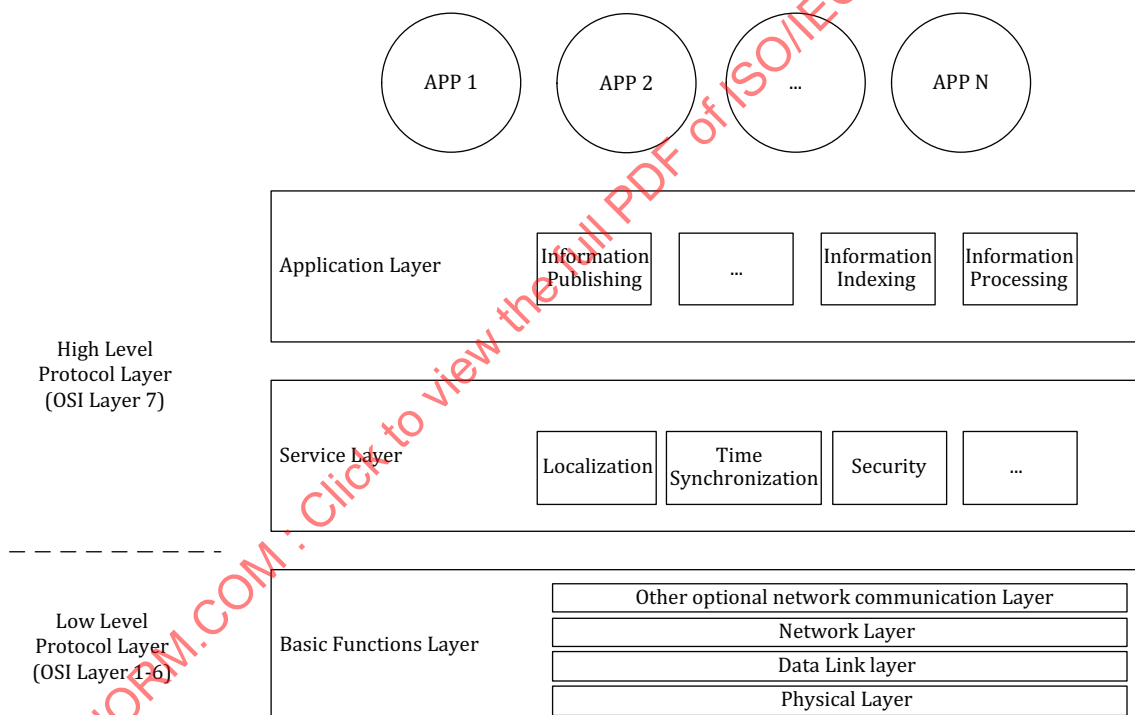 APP 1
APP 2
...
APP N
Application Layer
Information
Publishing
...
Information
Indexing
Information
Processing
High Level
Protocol Layer
(OSI Layer 7)
Service Layer
Localization
Time
Synchronization
Security
...
Low Level
Protocol Layer
(OSI Layer 1-6)
Basic Functions Layer
Other optional network communication Layer
Network Layer
Data Link layer
Physical Layer
ORM.COM : Click to view the full PDF of ISO/IEC